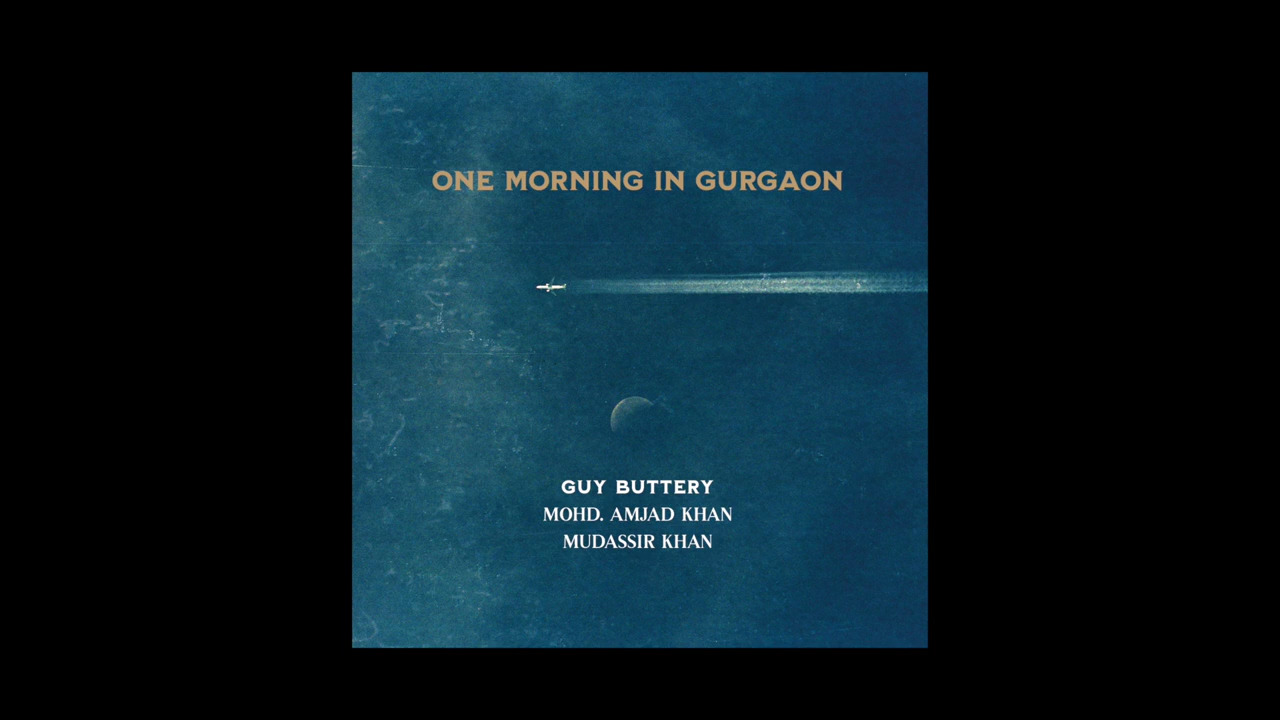 ONE MORNING IN GURGAON
GUY BUTTERY
MOHD. AMJAD KHAN
MUDASSIR KHAN